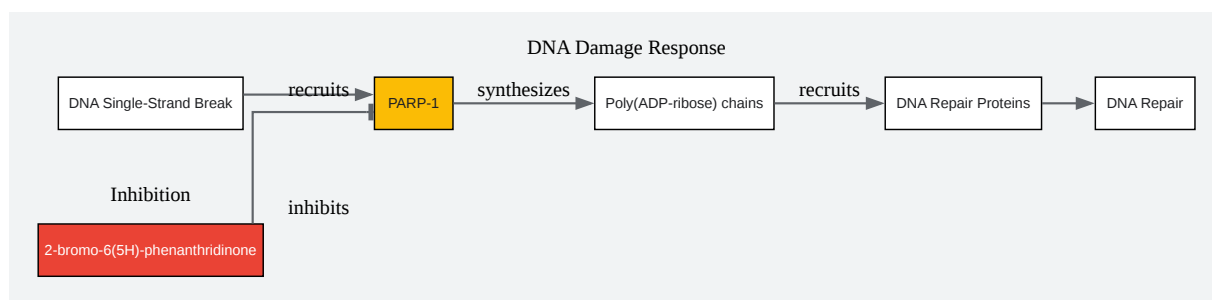 DNA Damage Response
DNA Single-Strand Break
recruits
PARP-1
synthesizes
Poly(ADP-ribose) chains
recruits
DNA Repair Proteins
DNA Repair
Inhibition
inhibits
2-bromo-6(5H)-phenanthridinone